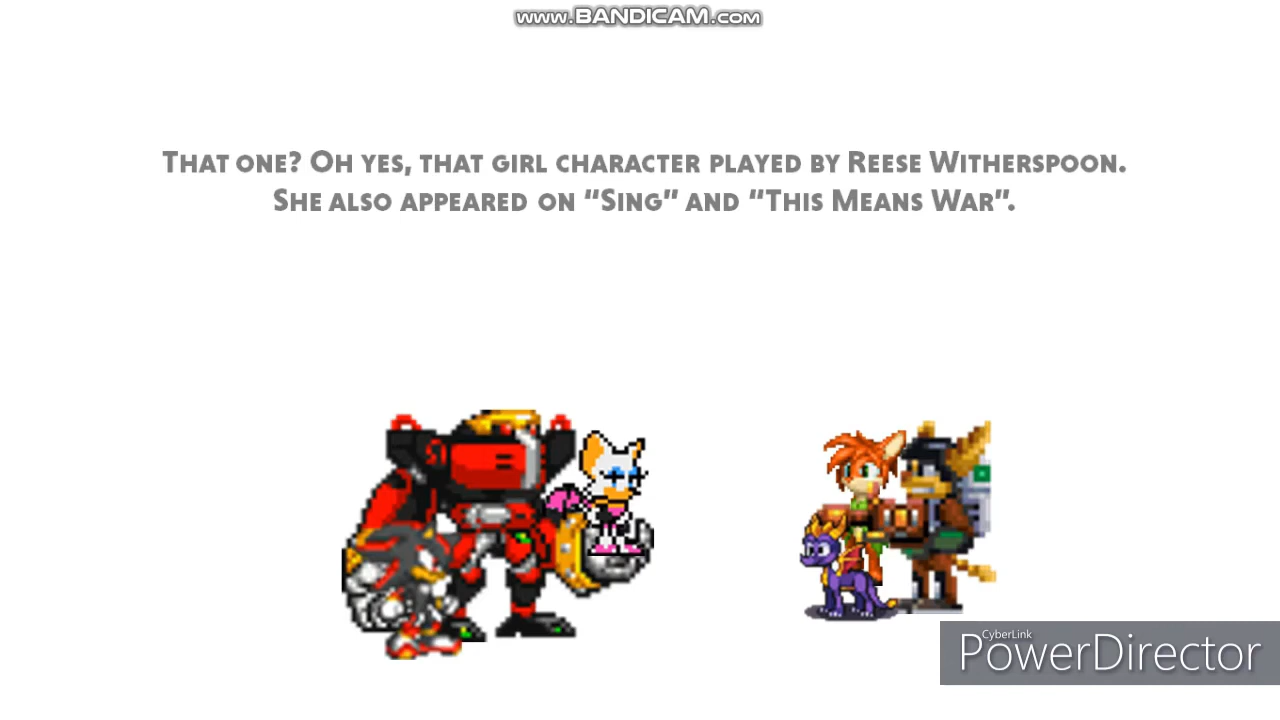 www.BANDICAM.com
That one? Oh yes, that girl character played by Reese Witherspoon.
She also appeared on “Sing” and “This Means War”.
CyberLink
PowerDirector